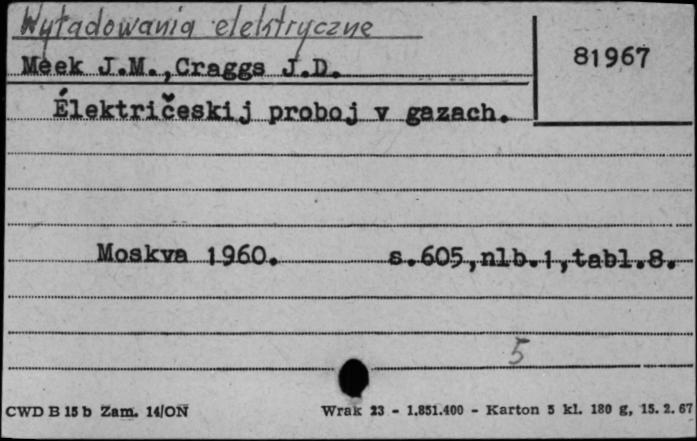 Wyładowania elektryczne
81967
Meek J.M.,Craggs J.D.
Élektričeskij proboj v gazach.
Moskva 1960. s.605,nlb.1,tabl.8.
5
CWD B 15 b Zam. 14/ON Wrak 23 - 1.851.400 - Karton 5 kl. 180 g, 15. 2. 67